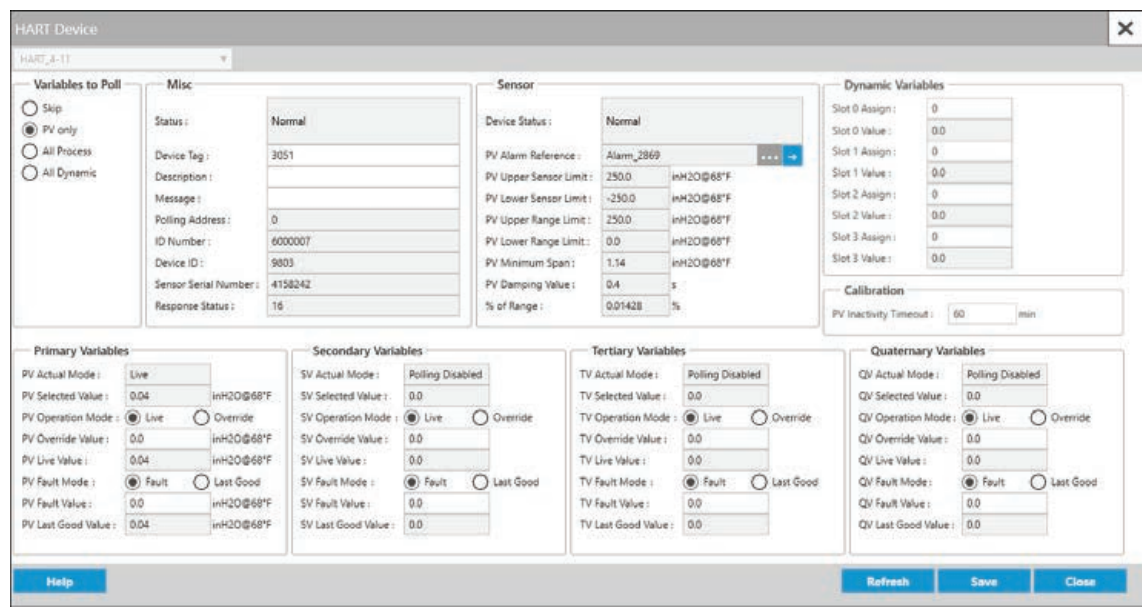 HART Device
HART_4-11
Variables to Poll
Skip
PV only
All Process
All Dynamic
Misc
Status : Normal
Device Tag : 3051
Description :
Message :
Polling Address : 0
ID Number : 6000007
Device ID : 9803
Sensor Serial Number : 4158242
Response Status : 16
Sensor
Device Status : Normal
PV Alarm Reference : Alarm_2869 ...
PV Upper Sensor Limit : 250.0 inH2O@68°F
PV Lower Sensor Limit : -250.0 inH2O@68°F
PV Upper Range Limit : 250.0 inH2O@68°F
PV Lower Range Limit : 0.0 inH2O@68°F
PV Minimum Span : 1.14 inH2O@68°F
PV Damping Value : 0.4 s
% of Range : 0.01428 %
Dynamic Variables
Slot 0 Assign : 0
Slot 0 Value : 0.0
Slot 1 Assign : 0
Slot 1 Value : 0.0
Slot 2 Assign : 0
Slot 2 Value : 0.0
Slot 3 Assign : 0
Slot 3 Value : 0.0
Calibration
PV Inactivity Timeout : 60 min
Primary Variables
PV Actual Mode : Live
PV Selected Value : 0.04 inH2O@68°F
PV Operation Mode : Live Override
PV Override Value : 0.0 inH2O@68°F
PV Live Value : 0.04 inH2O@68°F
PV Fault Mode : Fault Last Good
PV Fault Value : 0.0 inH2O@68°F
PV Last Good Value : 0.04 inH2O@68°F
Secondary Variables
SV Actual Mode : Polling Disabled
SV Selected Value : 0.0
SV Operation Mode : Live Override
SV Override Value : 0.0
SV Live Value : 0.0
SV Fault Mode : Fault Last Good
SV Fault Value : 0.0
SV Last Good Value : 0.0
Tertiary Variables
TV Actual Mode : Polling Disabled
TV Selected Value : 0.0
TV Operation Mode : Live Override
TV Override Value : 0.0
TV Live Value : 0.0
TV Fault Mode : Fault Last Good
TV Fault Value : 0.0
TV Last Good Value : 0.0
Quaternary Variables
QV Actual Mode : Polling Disabled
QV Selected Value : 0.0
QV Operation Mode : Live Override
QV Override Value : 0.0
QV Live Value : 0.0
QV Fault Mode : Fault Last Good
QV Fault Value : 0.0
QV Last Good Value : 0.0
Help
Refresh
Save
Close